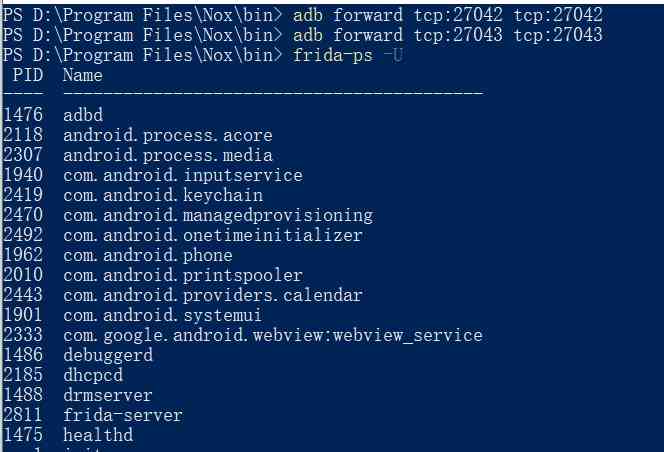 PS D:\Program Files\Nox\bin> adb forward tcp:27042 tcp:27042
PS D:\Program Files\Nox\bin> adb forward tcp:27043 tcp:27043
PS D:\Program Files\Nox\bin> frida-ps -U
PID  Name
----  ------------------------------------------
1476  adbd
2118  android.process.acore
2307  android.process.media
1940  com.android.inputservice
2419  com.android.keychain
2470  com.android.managedprovisioning
2492  com.android.onetimeinitializer
1962  com.android.phone
2010  com.android.printspooler
2443  com.android.providers.calendar
1901  com.android.systemui
2333  com.google.android.webview:webview_service
1486  debuggerd
2185  dhcpcd
1488  drmserver
2811  frida-server
1475  healthd